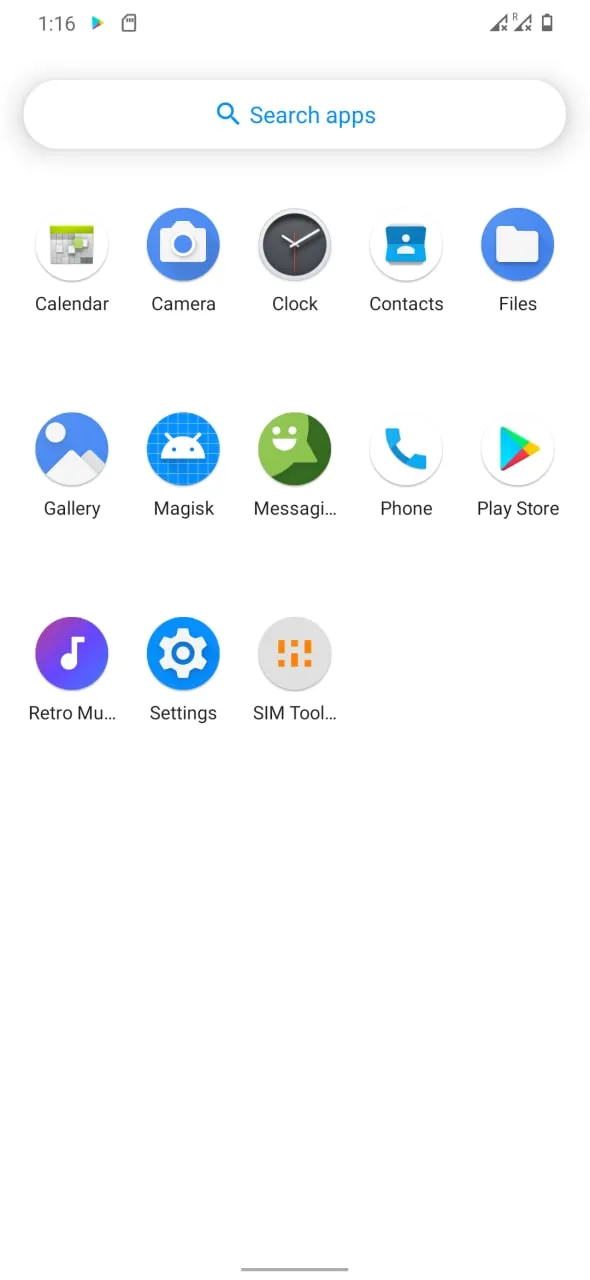 1:16
R
Search apps
Calendar Camera Clock Contacts Files
Gallery Magisk Messagi... Phone Play Store
Retro Mu... Settings SIM Tool...